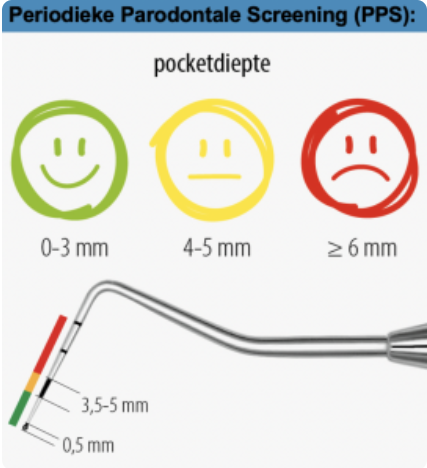 Periodieke Parodontale Screening (PPS):
pocketdiepte
0-3 mm
4-5 mm
≥ 6 mm
3,5-5 mm
0,5 mm